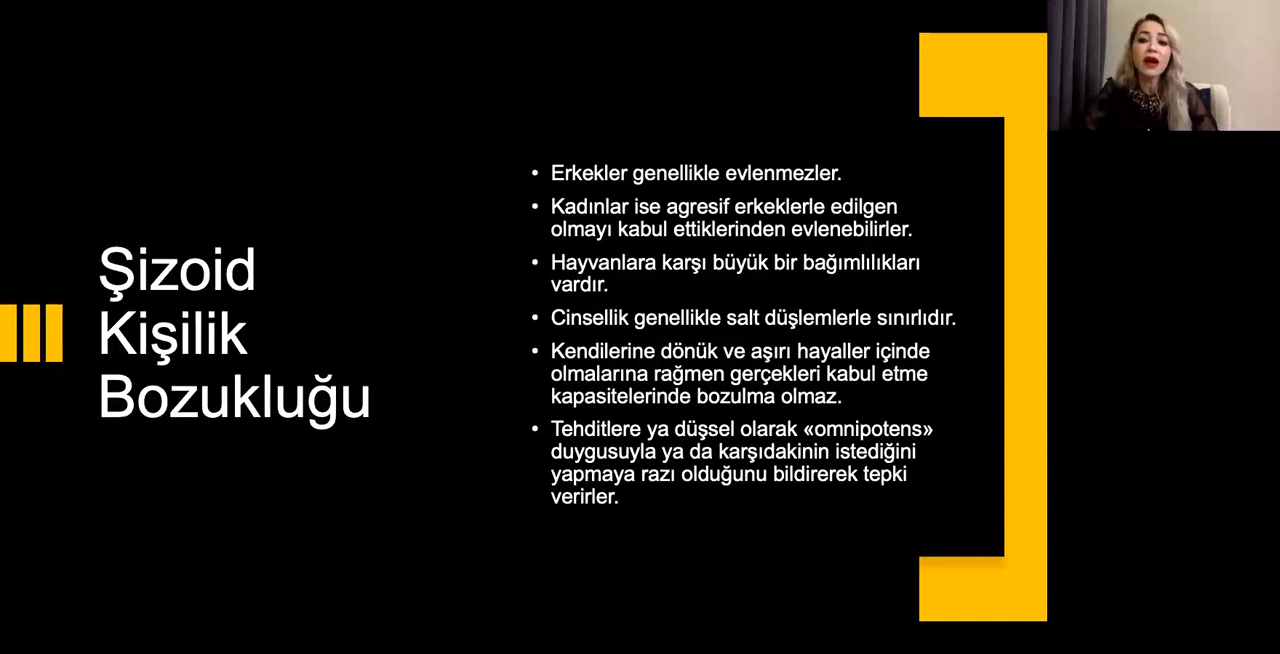 Şizoid
Kişilik
Bozukluğu
• Erkekler genellikle evlenmezler.
• Kadınlar ise agresif erkeklerle edilgen
olmayı kabul ettiklerinden evlenebilirler.
• Hayvanlara karşı büyük bir bağımlılıkları
vardır.
• Cinsellik genellikle salt düşlemlerle sınırlıdır.
• Kendilerine dönük ve aşırı hayaller içinde
olmalarına rağmen gerçekleri kabul etme
kapasitelerinde bozulma olmaz.
• Tehditlere ya düşsel olarak «omnipotens»
duygusuyla ya da karşıdakinin istediğini
yapmaya razı olduğunu bildirerek tepki
verirler.